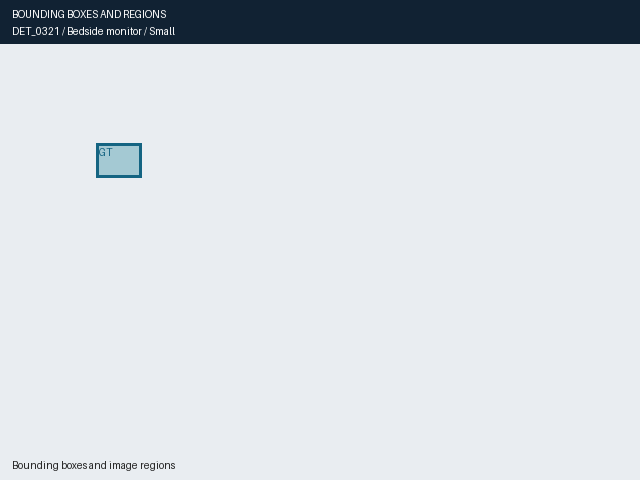 BOUNDING BOXES AND REGIONS
DET_0321 / Bedside monitor / Small
GT
Bounding boxes and image regions